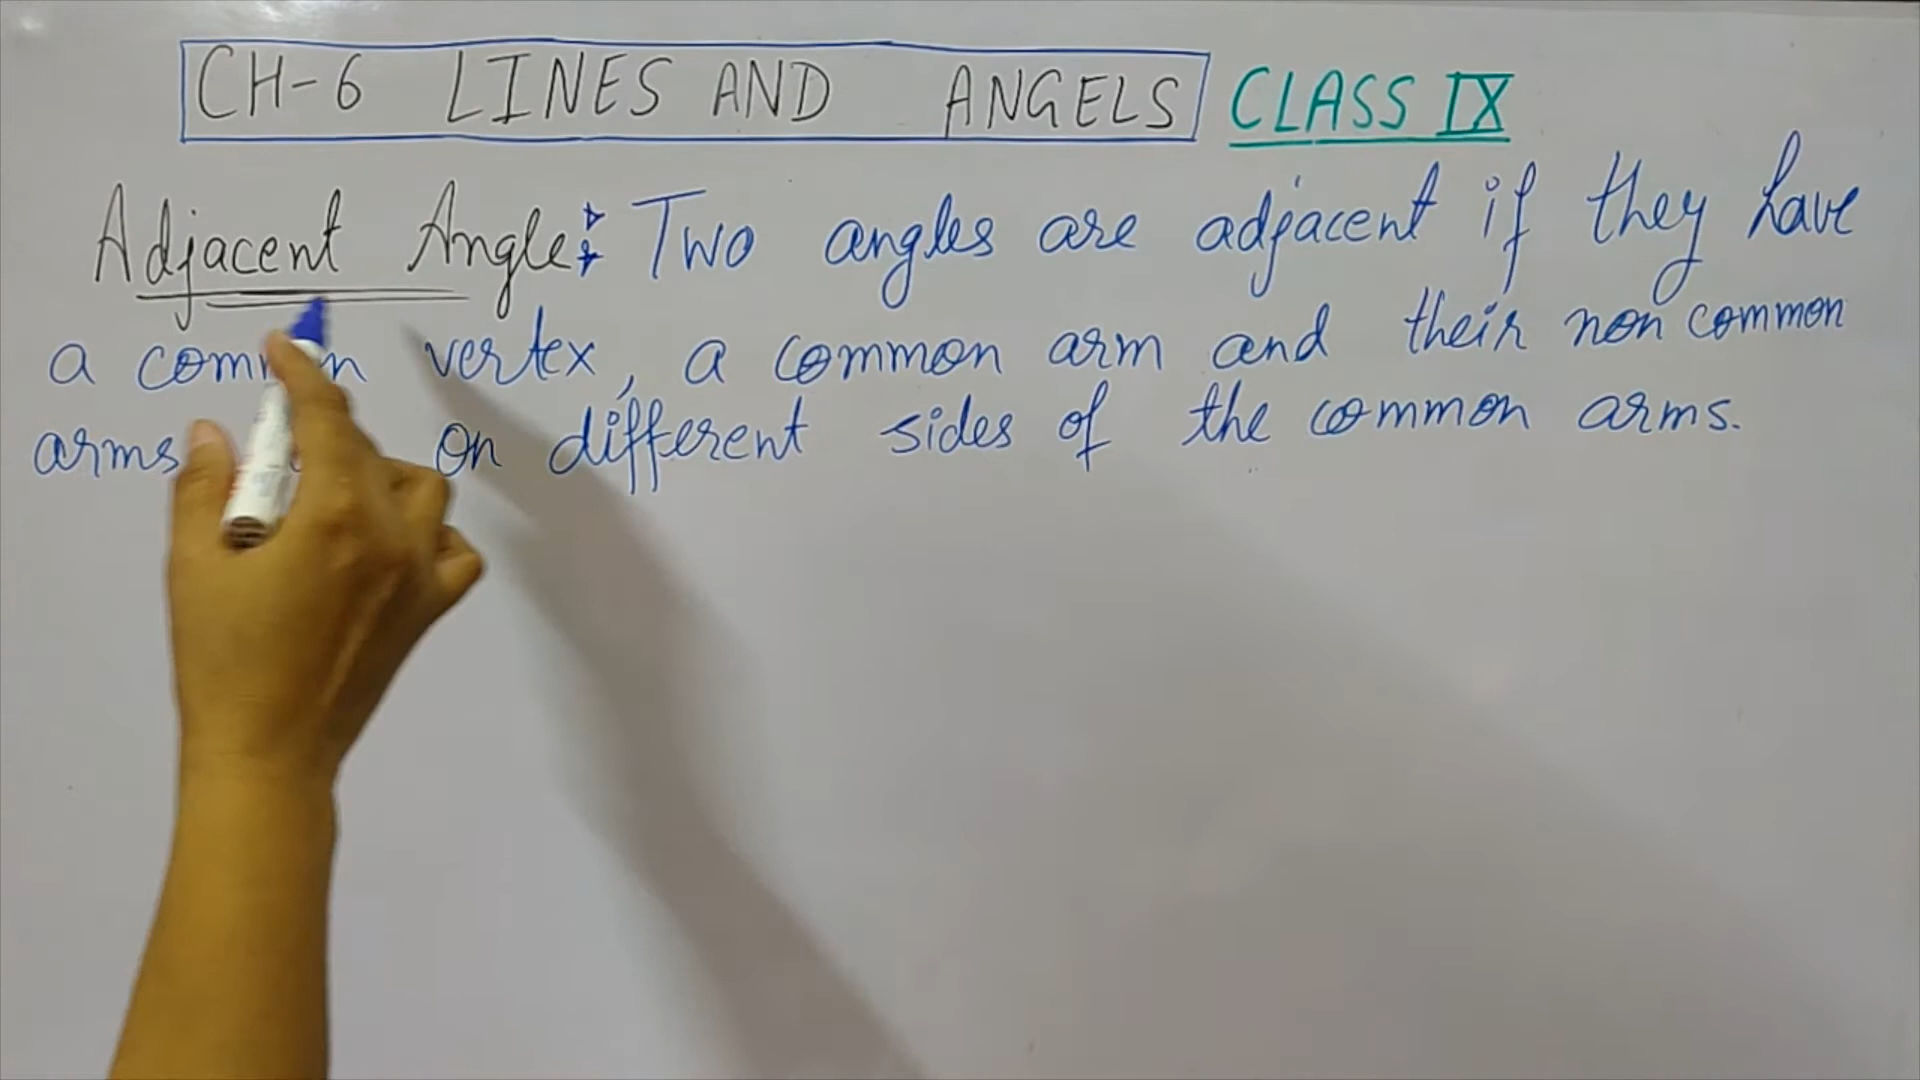 CH-6 LINES AND ANGELS CLASS IX
Adjacent Angle: Two angles are adjacent if they have
a common vertex, a common arm and their non common
arms on different sides of the common arms.